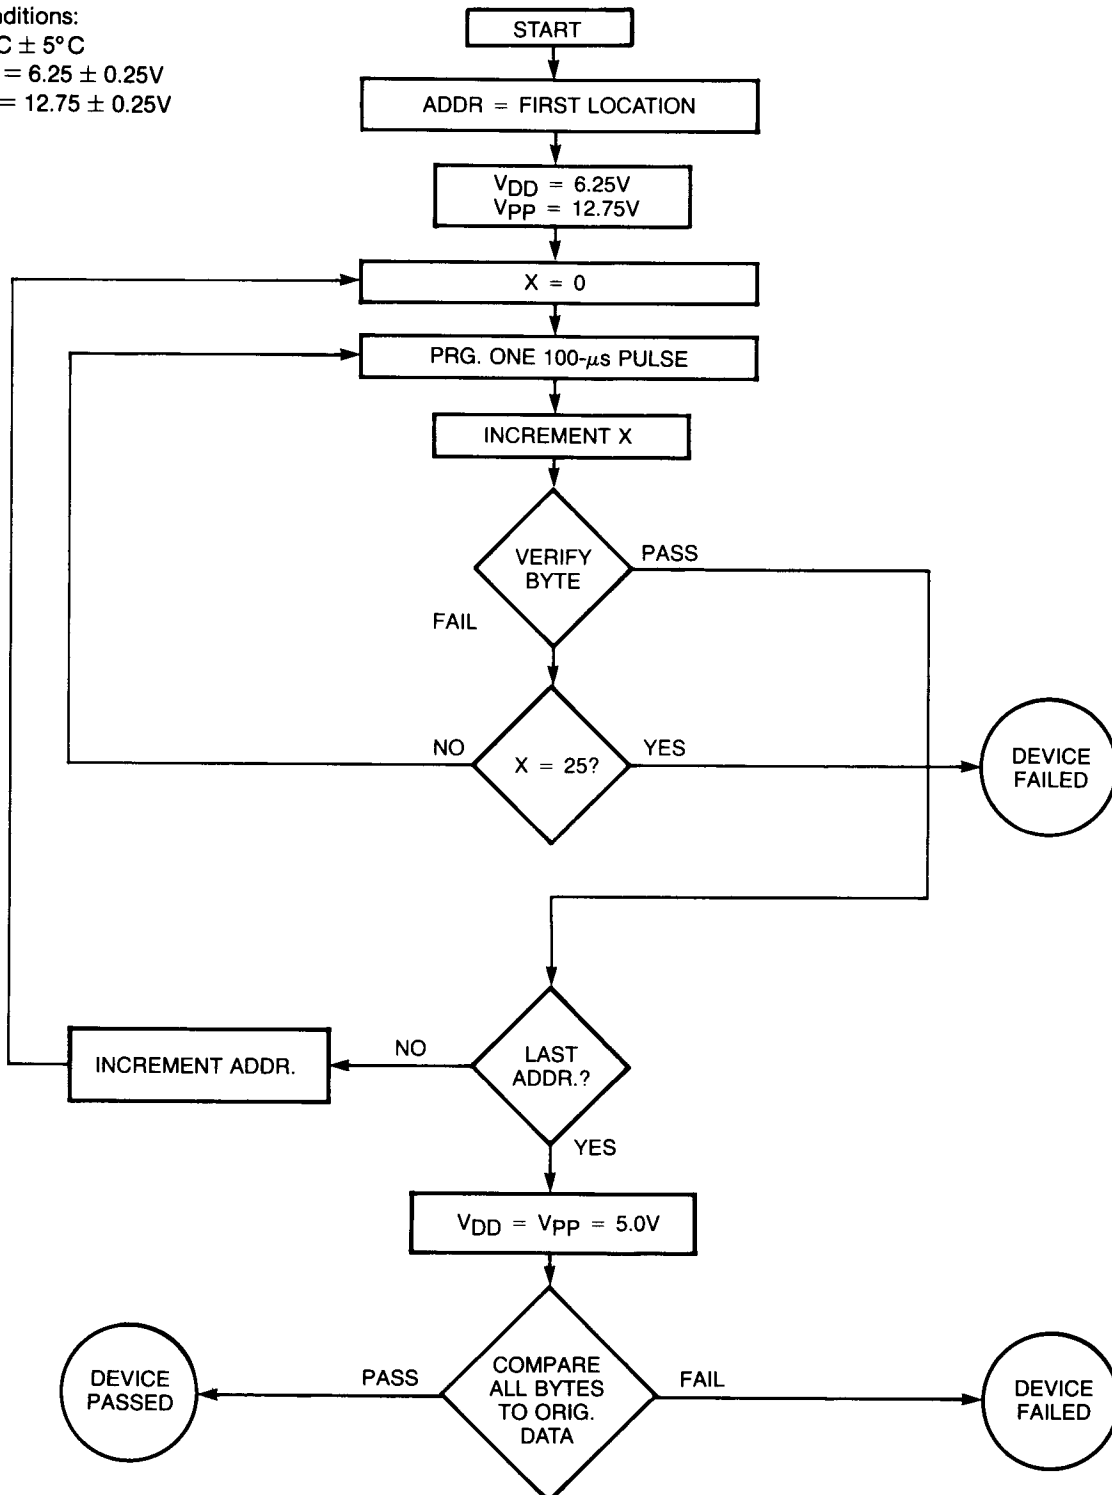 nditions:
C ± 5°C
= 6.25 ± 0.25V
= 12.75 ± 0.25V
START
ADDR = FIRST LOCATION
VDD = 6.25V
VPP = 12.75V
X = 0
PRG. ONE 100-μs PULSE
INCREMENT X
VERIFY
BYTE
PASS
FAIL
X = 25?
NO
YES
DEVICE
FAILED
LAST
ADDR.?
NO
INCREMENT ADDR.
YES
VDD = VPP = 5.0V
COMPARE
ALL BYTES
TO ORIG.
DATA
PASS
DEVICE
PASSED
FAIL
DEVICE
FAILED